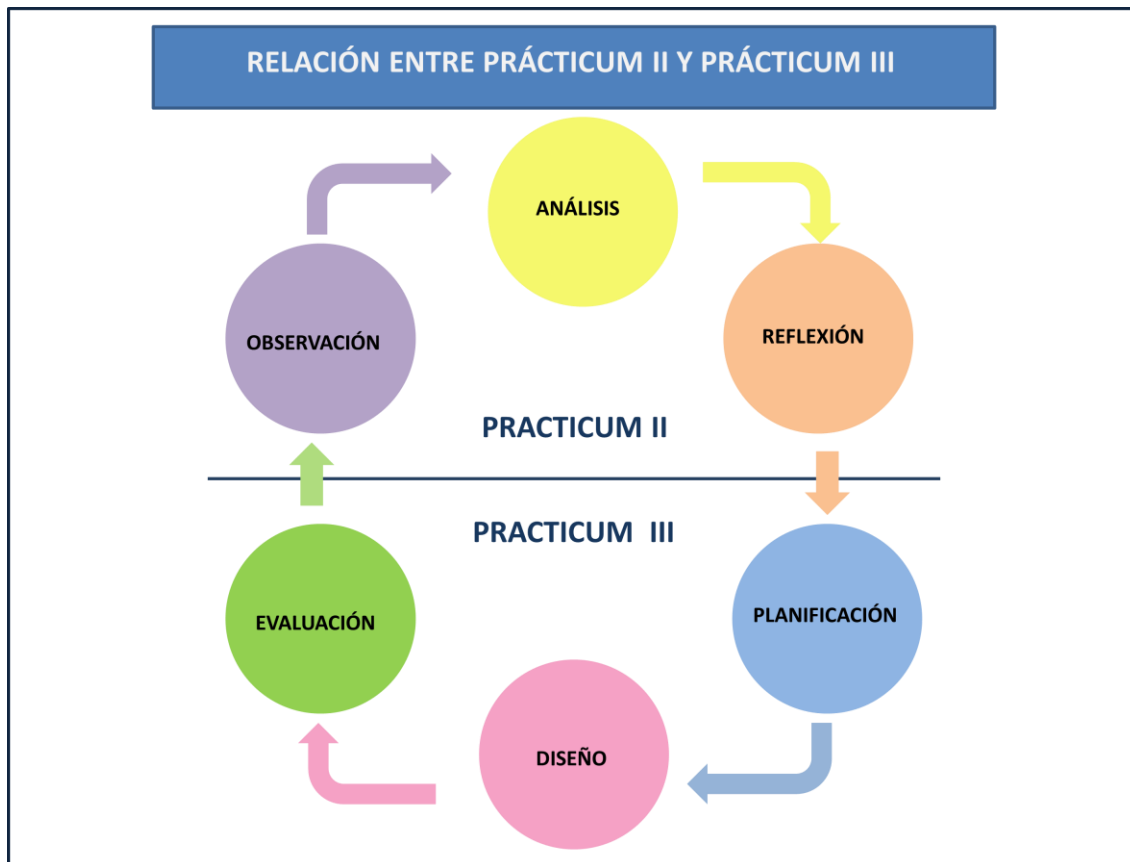 RELACIÓN ENTRE PRÁCTICUM II Y PRÁCTICUM III
ANÁLISIS
OBSERVACIÓN
REFLEXIÓN
PRACTICUM II
PRACTICUM III
EVALUACIÓN
PLANIFICACIÓN
DISEÑO